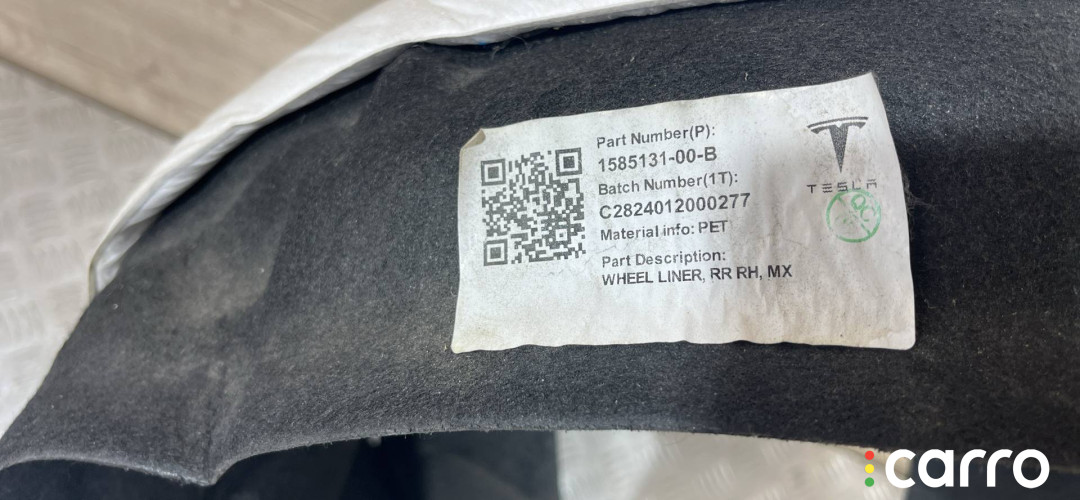 Part Number(P):
1585131-00-B
Batch Number(1T):
C2824012000277
Material info: PET
Part Description:
WHEEL LINER, RR RH, MX
TESLA
carro